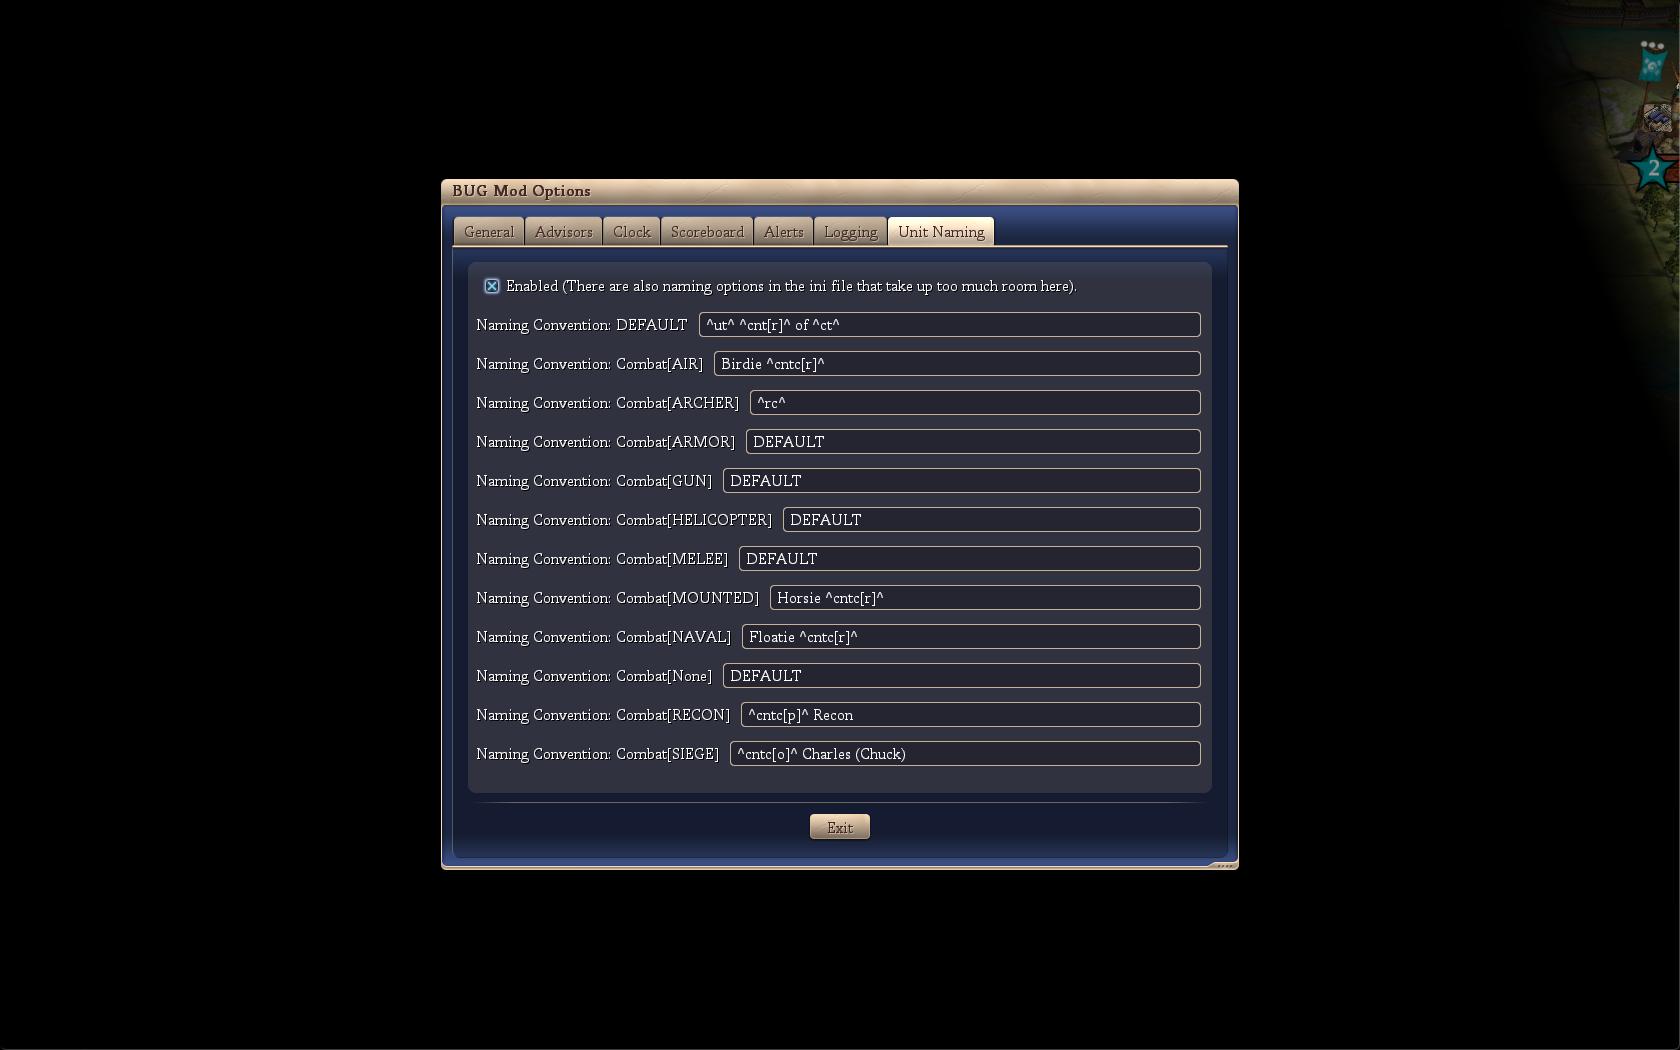 BUG Mod Options
General Advisors Clock Scoreboard Alerts Logging Unit Naming
Enabled (There are also naming options in the ini file that take up too much room here).
Naming Convention: DEFAULT ^ut^ ^cnt[r]^ of ^ct^
Naming Convention: Combat[AIR] Birdie ^cntc[r]^
Naming Convention: Combat[ARCHER] ^rc^
Naming Convention: Combat[ARMOR] DEFAULT
Naming Convention: Combat[GUN] DEFAULT
Naming Convention: Combat[HELICOPTER] DEFAULT
Naming Convention: Combat[MELEE] DEFAULT
Naming Convention: Combat[MOUNTED] Horsie ^cntc[r]^
Naming Convention: Combat[NAVAL] Floatie ^cntc[r]^
Naming Convention: Combat[None] DEFAULT
Naming Convention: Combat[RECON] ^cntc[p]^ Recon
Naming Convention: Combat[SIEGE] ^cntc[o]^ Charles (Chuck)
Exit
2